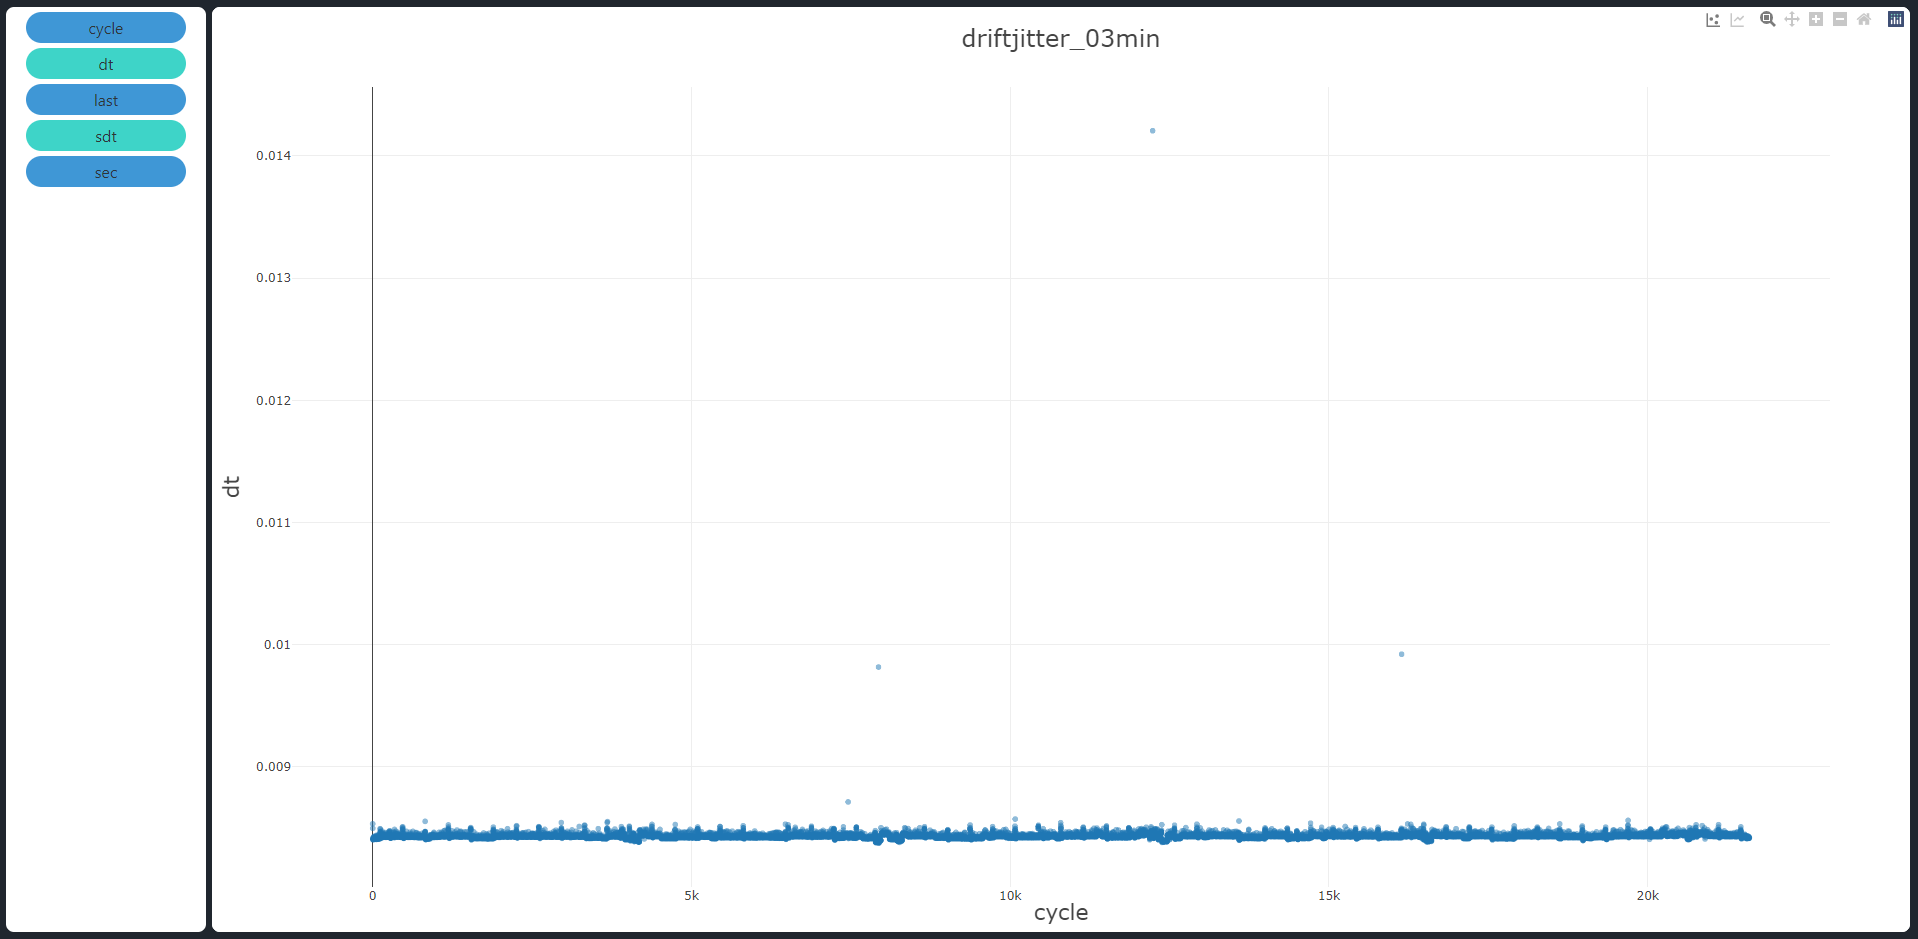 cycle
dt
last
sdt
sec
driftjitter_03min
0.014
0.013
0.012
0.011
0.01
0.009
dt
0
5k
10k
15k
20k
cycle